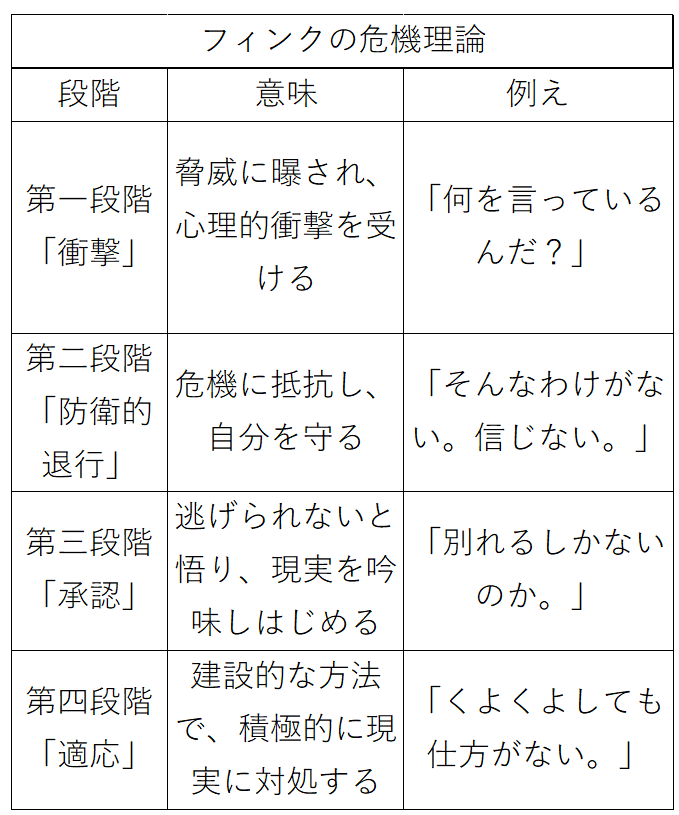 フィンクの危機理論
段階
意味
例え
第一段階
「衝撃」
脅威に曝され、
心理的衝撃を受
ける
「何を言っている
んだ？」
第二段階
「防衛的
退行」
危機に抵抗し、
自分を守る
「そんなわけがな
い。信じない。」
第三段階
「承認」
逃げられないと
悟り、現実を吟
味しはじめる
「別れるしかない
のか。」
第四段階
「適応」
建設的な方法
で、積極的に現
実に対処する
「くよくよしても
仕方がない。」